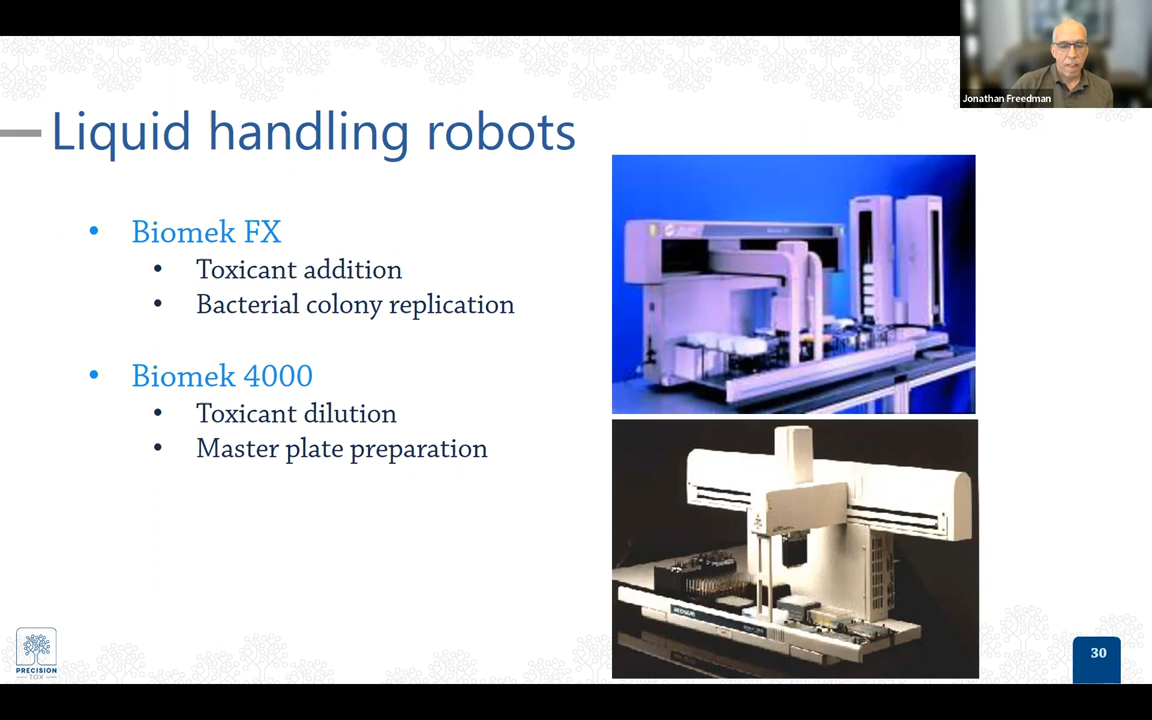 Jonathan Freedman
Liquid handling robots
• Biomek FX
• Toxicant addition
• Bacterial colony replication
• Biomek 4000
• Toxicant dilution
• Master plate preparation
PRECISION
TOX
30